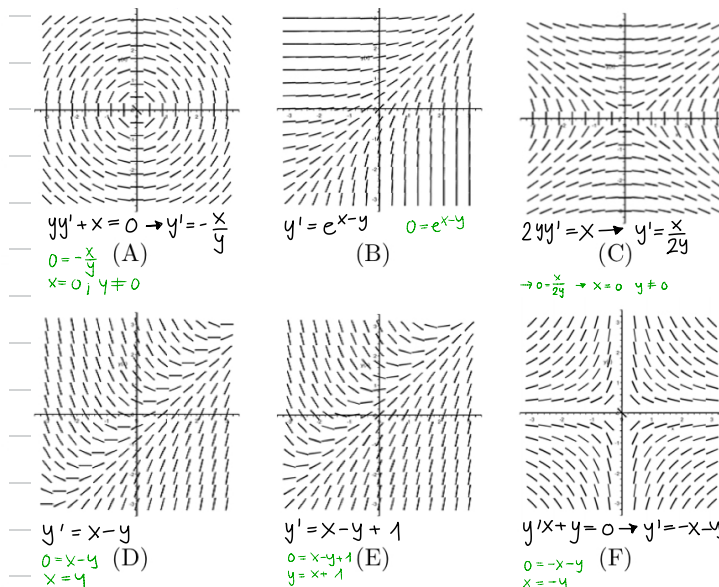 yy' + x = 0 → y' = - x/y
(A)
0 = - x/y
x = 0 ; y ≠ 0
y' = e^{x-y}
0 = e^{x-y}
(B)
2yy' = x → y' = x/2y
(C)
→ 0 = x/2y → x = 0 y ≠ 0
y' = x-y
(D)
0 = x-y
x = y
y' = x-y + 1
(E)
0 = x-y+1
y = x+1
y'x + y = 0 → y' = -x-y
(F)
0 = -x-y
x = -y